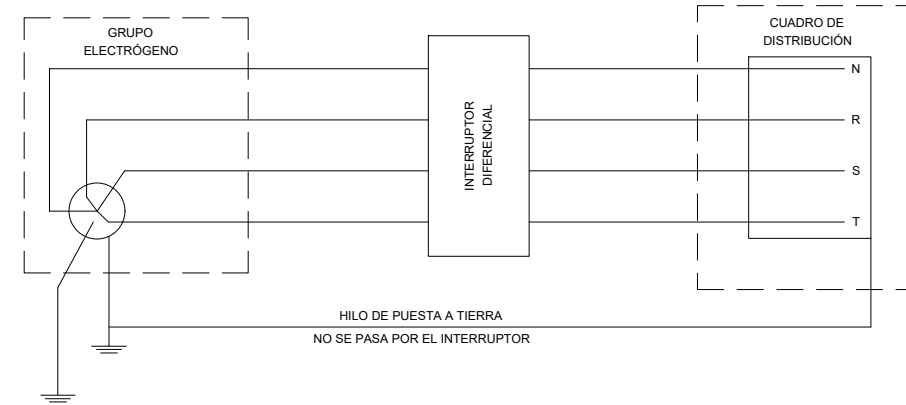 GRUPO
ELECTRÓGENO
INTERRUPTOR
DIFERENCIAL
CUADRO DE
DISTRIBUCIÓN
N
R
S
T
HILO DE PUESTA A TIERRA
NO SE PASA POR EL INTERRUPTOR